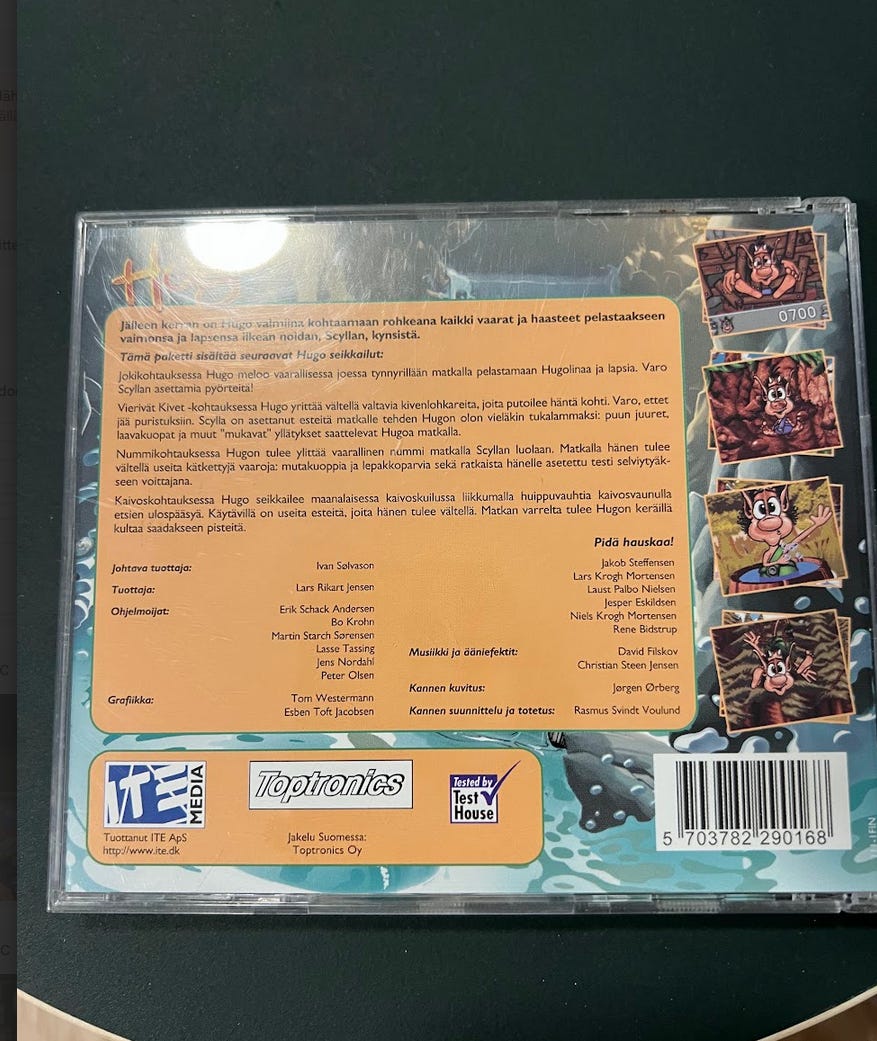 Hugo
Jälleen kerran on Hugo valmiina kohtaamaan rohkeana kaikki vaarat ja haasteet pelastaakseen
vaimonsa ja lapsensa ilkeän noidan, Scyllan, kynsistä.
Tämä paketti sisältää seuraavat Hugo seikkailut:
Jokikohtauksessa Hugo meloo vaarallisessa joessa tynnyrillään matkalla pelastamaan Hugolinaa ja lapsia. Varo
Scyllan asettamia pyörteitä!
Vierivät Kivet -kohtauksessa Hugo yrittää vältellä valtavia kivenlohkareita, joita putoilee häntä kohti. Varo, ettet
jää puristuksiin. Scylla on asettanut esteitä matkalle tehden Hugon olon vieläkin tukalammaksi: puun juuret,
laavakuopat ja muut "mukavat" yllätykset saattelevat Hugoa matkalla.
Nummikohtauksessa Hugon tulee ylittää vaarallinen nummi matkalla Scyllan luolaan. Matkalla hänen tulee
vältellä useita kätkettyjä vaaroja: mutakuoppia ja lepakkoparvia sekä ratkaista hänelle asetettu testi selviytyäk-
seen voittajana.
Kaivoskohtauksessa Hugo seikkailee maanalaisessa kaivoskuilussa liikkumalla huippuvauhtia kaivosvaunulla
etsien ulospääsyä. Käytävillä on useita esteitä, joita hänen tulee vältellä. Matkan varrelta tulee Hugon keräillä
kultaa saadakseen pisteitä.
Pidä hauskaa!
Johtava tuottaja: Ivan Sølvason
Tuottaja: Lars Rikart Jensen
Ohjelmoijat: Erik Schack Andersen
Bo Krohn
Martin Starch Sørensen
Lasse Tassing
Jens Nordahl
Peter Olsen
Grafiikka: Tom Westermann
Esben Toft Jacobsen
Jakob Steffensen
Lars Krogh Mortensen
Laust Palbo Nielsen
Jesper Eskildsen
Niels Krogh Mortensen
Rene Bidstrup
Musiikki ja ääniefektit: David Filskov
Christian Steen Jensen
Kannen kuvitus: Jørgen Ørberg
Kannen suunnittelu ja totetus: Rasmus Svindt Voulund
0700
ITE MEDIA
Tuottanut ITE ApS
http://www.ite.dk
Toptronics
Jakelu Suomessa:
Toptronics Oy
Tested by
Test
House
5 703782 290168